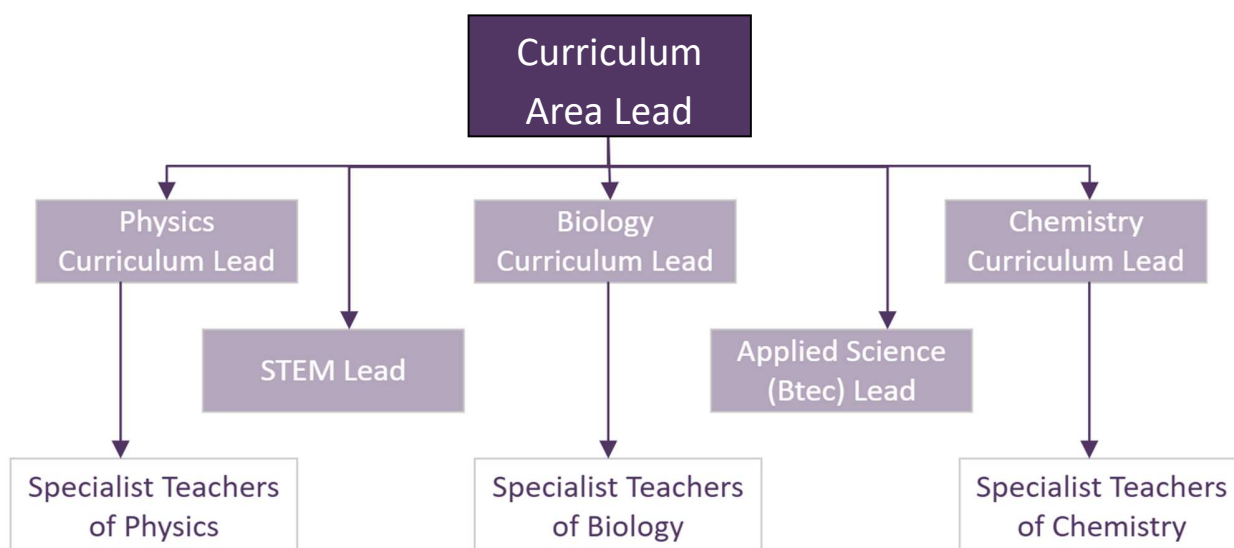 Curriculum
Area Lead
Physics
Curriculum Lead
Biology
Curriculum Lead
Chemistry
Curriculum Lead
STEM Lead
Applied Science
(Btec) Lead
Specialist Teachers
of Physics
Specialist Teachers
of Biology
Specialist Teachers
of Chemistry